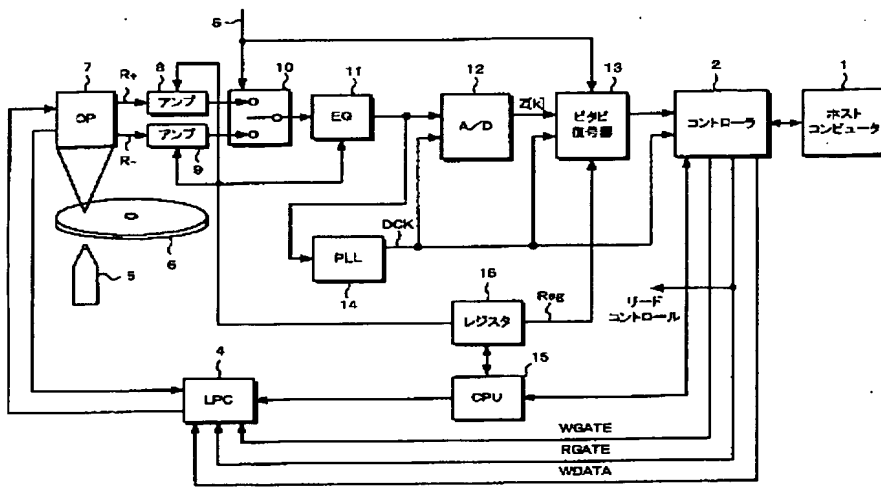 S
7
R+
8
10
11
12
Z[k]
13
2
1
OP
アンプ
EQ
A/D
ビタビ
復号器
コントローラ
ホスト
コンピュータ
R-
アンプ
9
DCK
6
PLL
5
14
16
Reg
リード
コントロール
レジスタ
4
15
LPC
CPU
WGATE
RGATE
WDATA